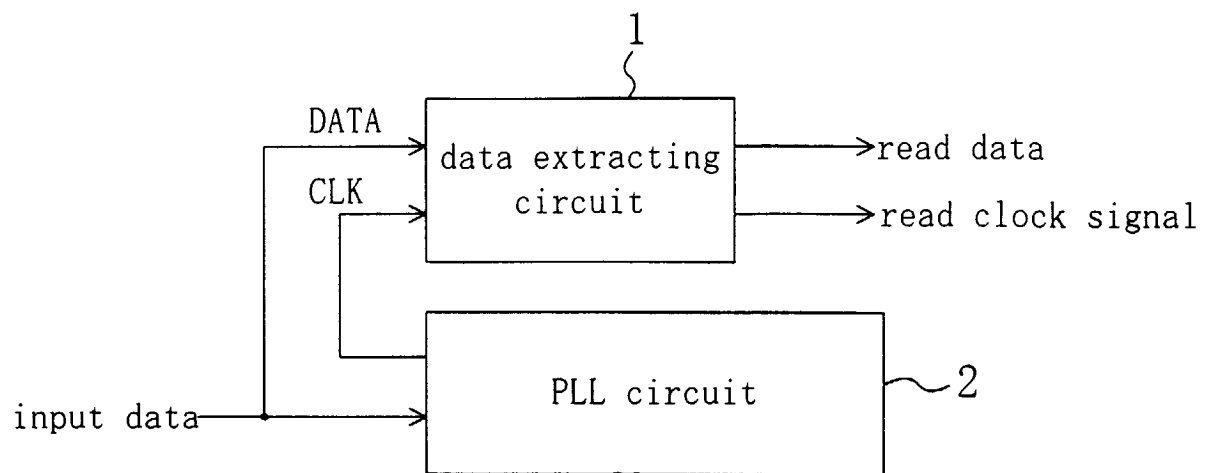 1
DATA
data extracting
circuit
read data
CLK
read clock signal
PLL circuit
2
input data